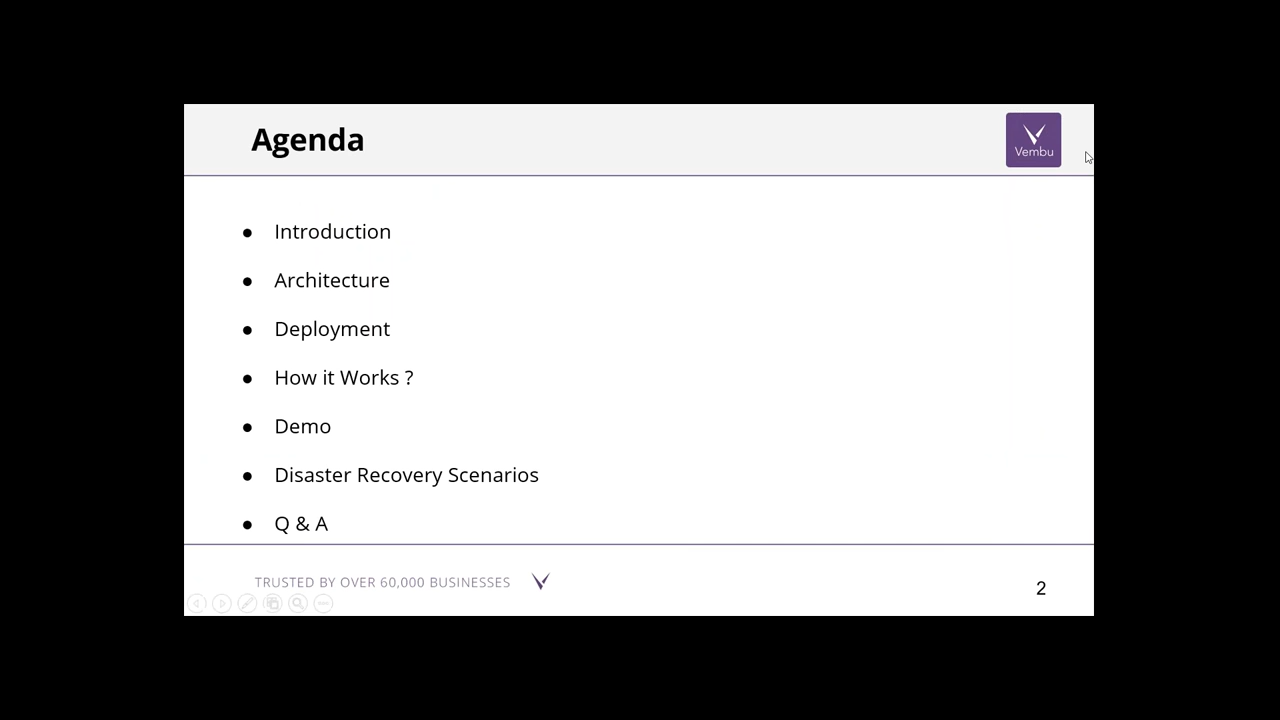 Agenda
Vembu
● Introduction
● Architecture
● Deployment
● How it Works ?
● Demo
● Disaster Recovery Scenarios
● Q & A
TRUSTED BY OVER 60,000 BUSINESSES
2